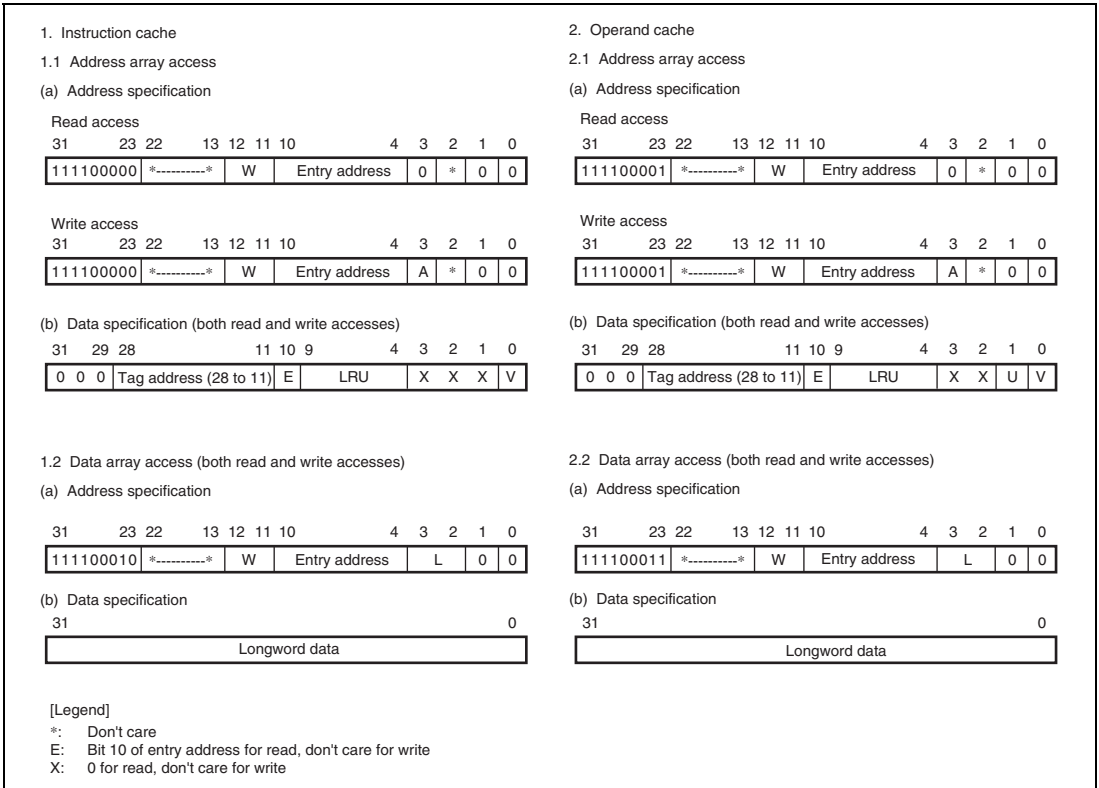 1. Instruction cache
1.1 Address array access
(a) Address specification
Read access
31 23 22 13 12 11 10 4 3 2 1 0
111100000 *----------* W Entry address 0 * 0 0
Write access
31 23 22 13 12 11 10 4 3 2 1 0
111100000 *----------* W Entry address A * 0 0
(b) Data specification (both read and write accesses)
31 29 28 11 10 9 4 3 2 1 0
0 0 0 Tag address (28 to 11) E LRU X X X V
1.2 Data array access (both read and write accesses)
(a) Address specification
31 23 22 13 12 11 10 4 3 2 1 0
111100010 *----------* W Entry address L 0 0
(b) Data specification
31 0
Longword data
2. Operand cache
2.1 Address array access
(a) Address specification
Read access
31 23 22 13 12 11 10 4 3 2 1 0
111100001 *----------* W Entry address 0 * 0 0
Write access
31 23 22 13 12 11 10 4 3 2 1 0
111100001 *----------* W Entry address A * 0 0
(b) Data specification (both read and write accesses)
31 29 28 11 10 9 4 3 2 1 0
0 0 0 Tag address (28 to 11) E LRU X X U V
2.2 Data array access (both read and write accesses)
(a) Address specification
31 23 22 13 12 11 10 4 3 2 1 0
111100011 *----------* W Entry address L 0 0
(b) Data specification
31 0
Longword data
[Legend]
*: Don't care
E: Bit 10 of entry address for read, don't care for write
X: 0 for read, don't care for write